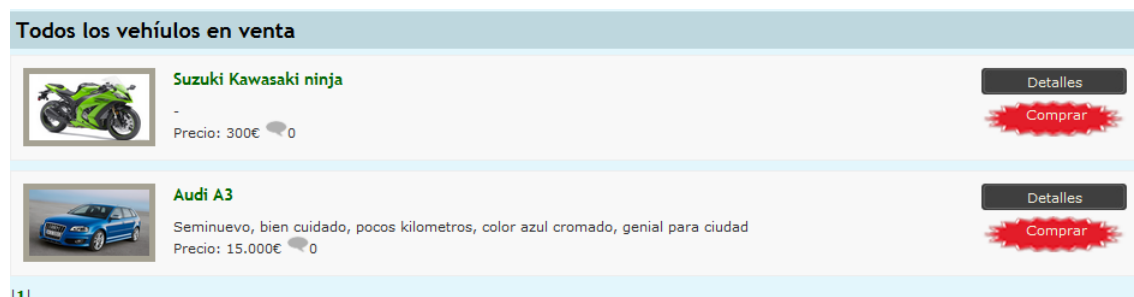 Todos los vehíulos en venta
Suzuki Kawasaki ninja
Detalles
-
Comprar
Precio: 300€ 0
Audi A3
Detalles
Seminuevo, bien cuidado, pocos kilometros, color azul cromado, genial para ciudad
Comprar
Precio: 15.000€ 0
|1|